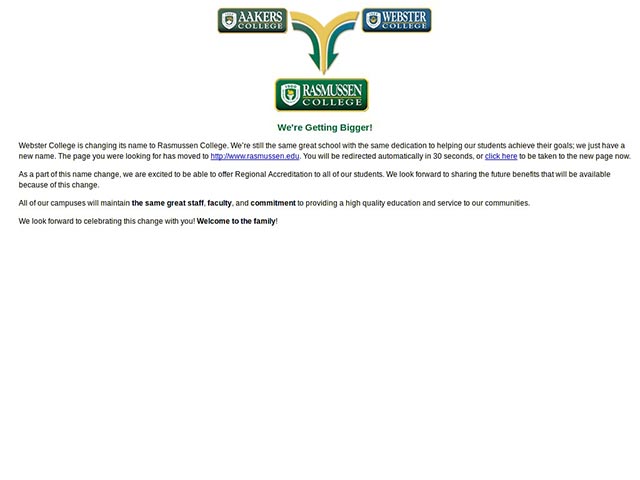 AAKERS
COLLEGE
WEBSTER
COLLEGE
RASMUSSEN
COLLEGE
We're Getting Bigger!
Webster College is changing its name to Rasmussen College. We're still the same great school with the same dedication to helping our students achieve their goals; we just have a
new name. The page you were looking for has moved to http://www.rasmussen.edu. You will be redirected automatically in 30 seconds, or click here to be taken to the new page now.
As a part of this name change, we are excited to be able to offer Regional Accreditation to all of our students. We look forward to sharing the future benefits that will be available
because of this change.
All of our campuses will maintain the same great staff, faculty, and commitment to providing a high quality education and service to our communities.
We look forward to celebrating this change with you! Welcome to the family!